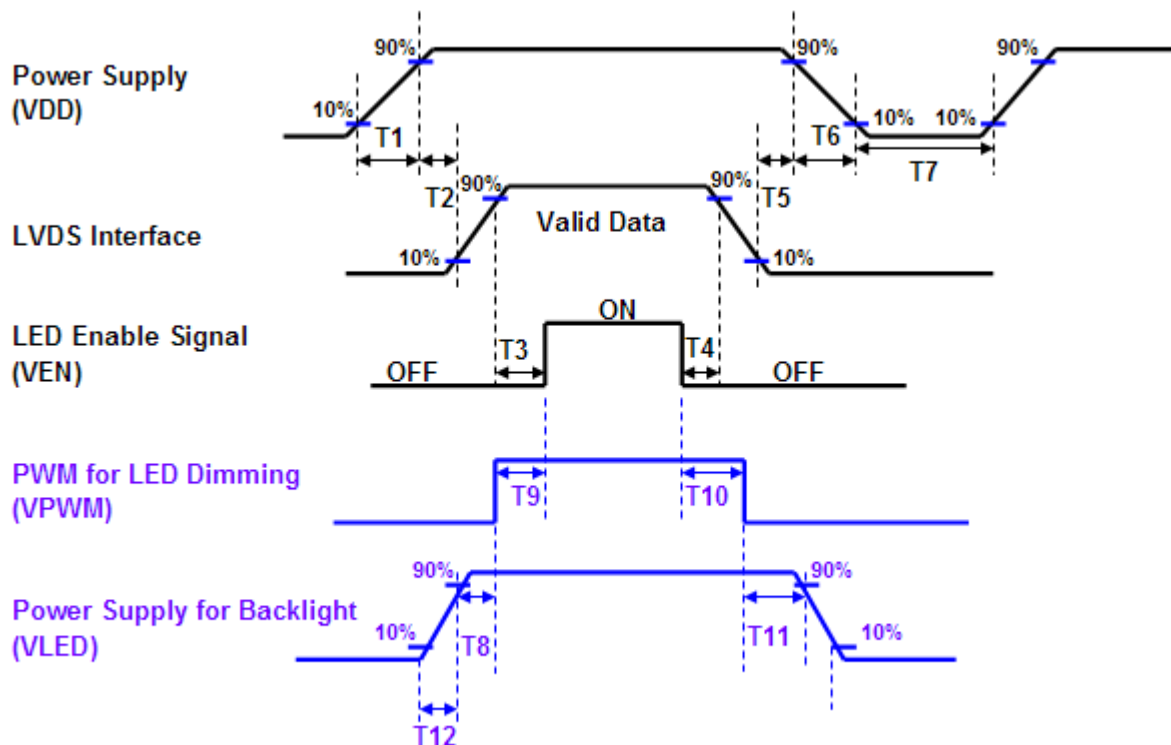 90%
90%
90%
Power Supply
(VDD)
10%
10%
10%
T1
T6
T7
T2
90%
90%
T5
Valid Data
LVDS Interface
10%
10%
ON
LED Enable Signal
(VEN)
T3
T4
OFF
OFF
PWM for LED Dimming
(VPWM)
T9
T10
90%
90%
Power Supply for Backlight
(VLED)
10%
T8
T11
10%
T12